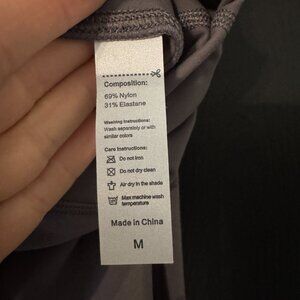 Composition:
69% Nylon
31% Elastane
Washing Instructions:
Wash separately or with
similar colors
Care Instructions:
Do not iron
Do not dry clean
Air dry in the shade
Max machine wash
temperature
Made in China
M